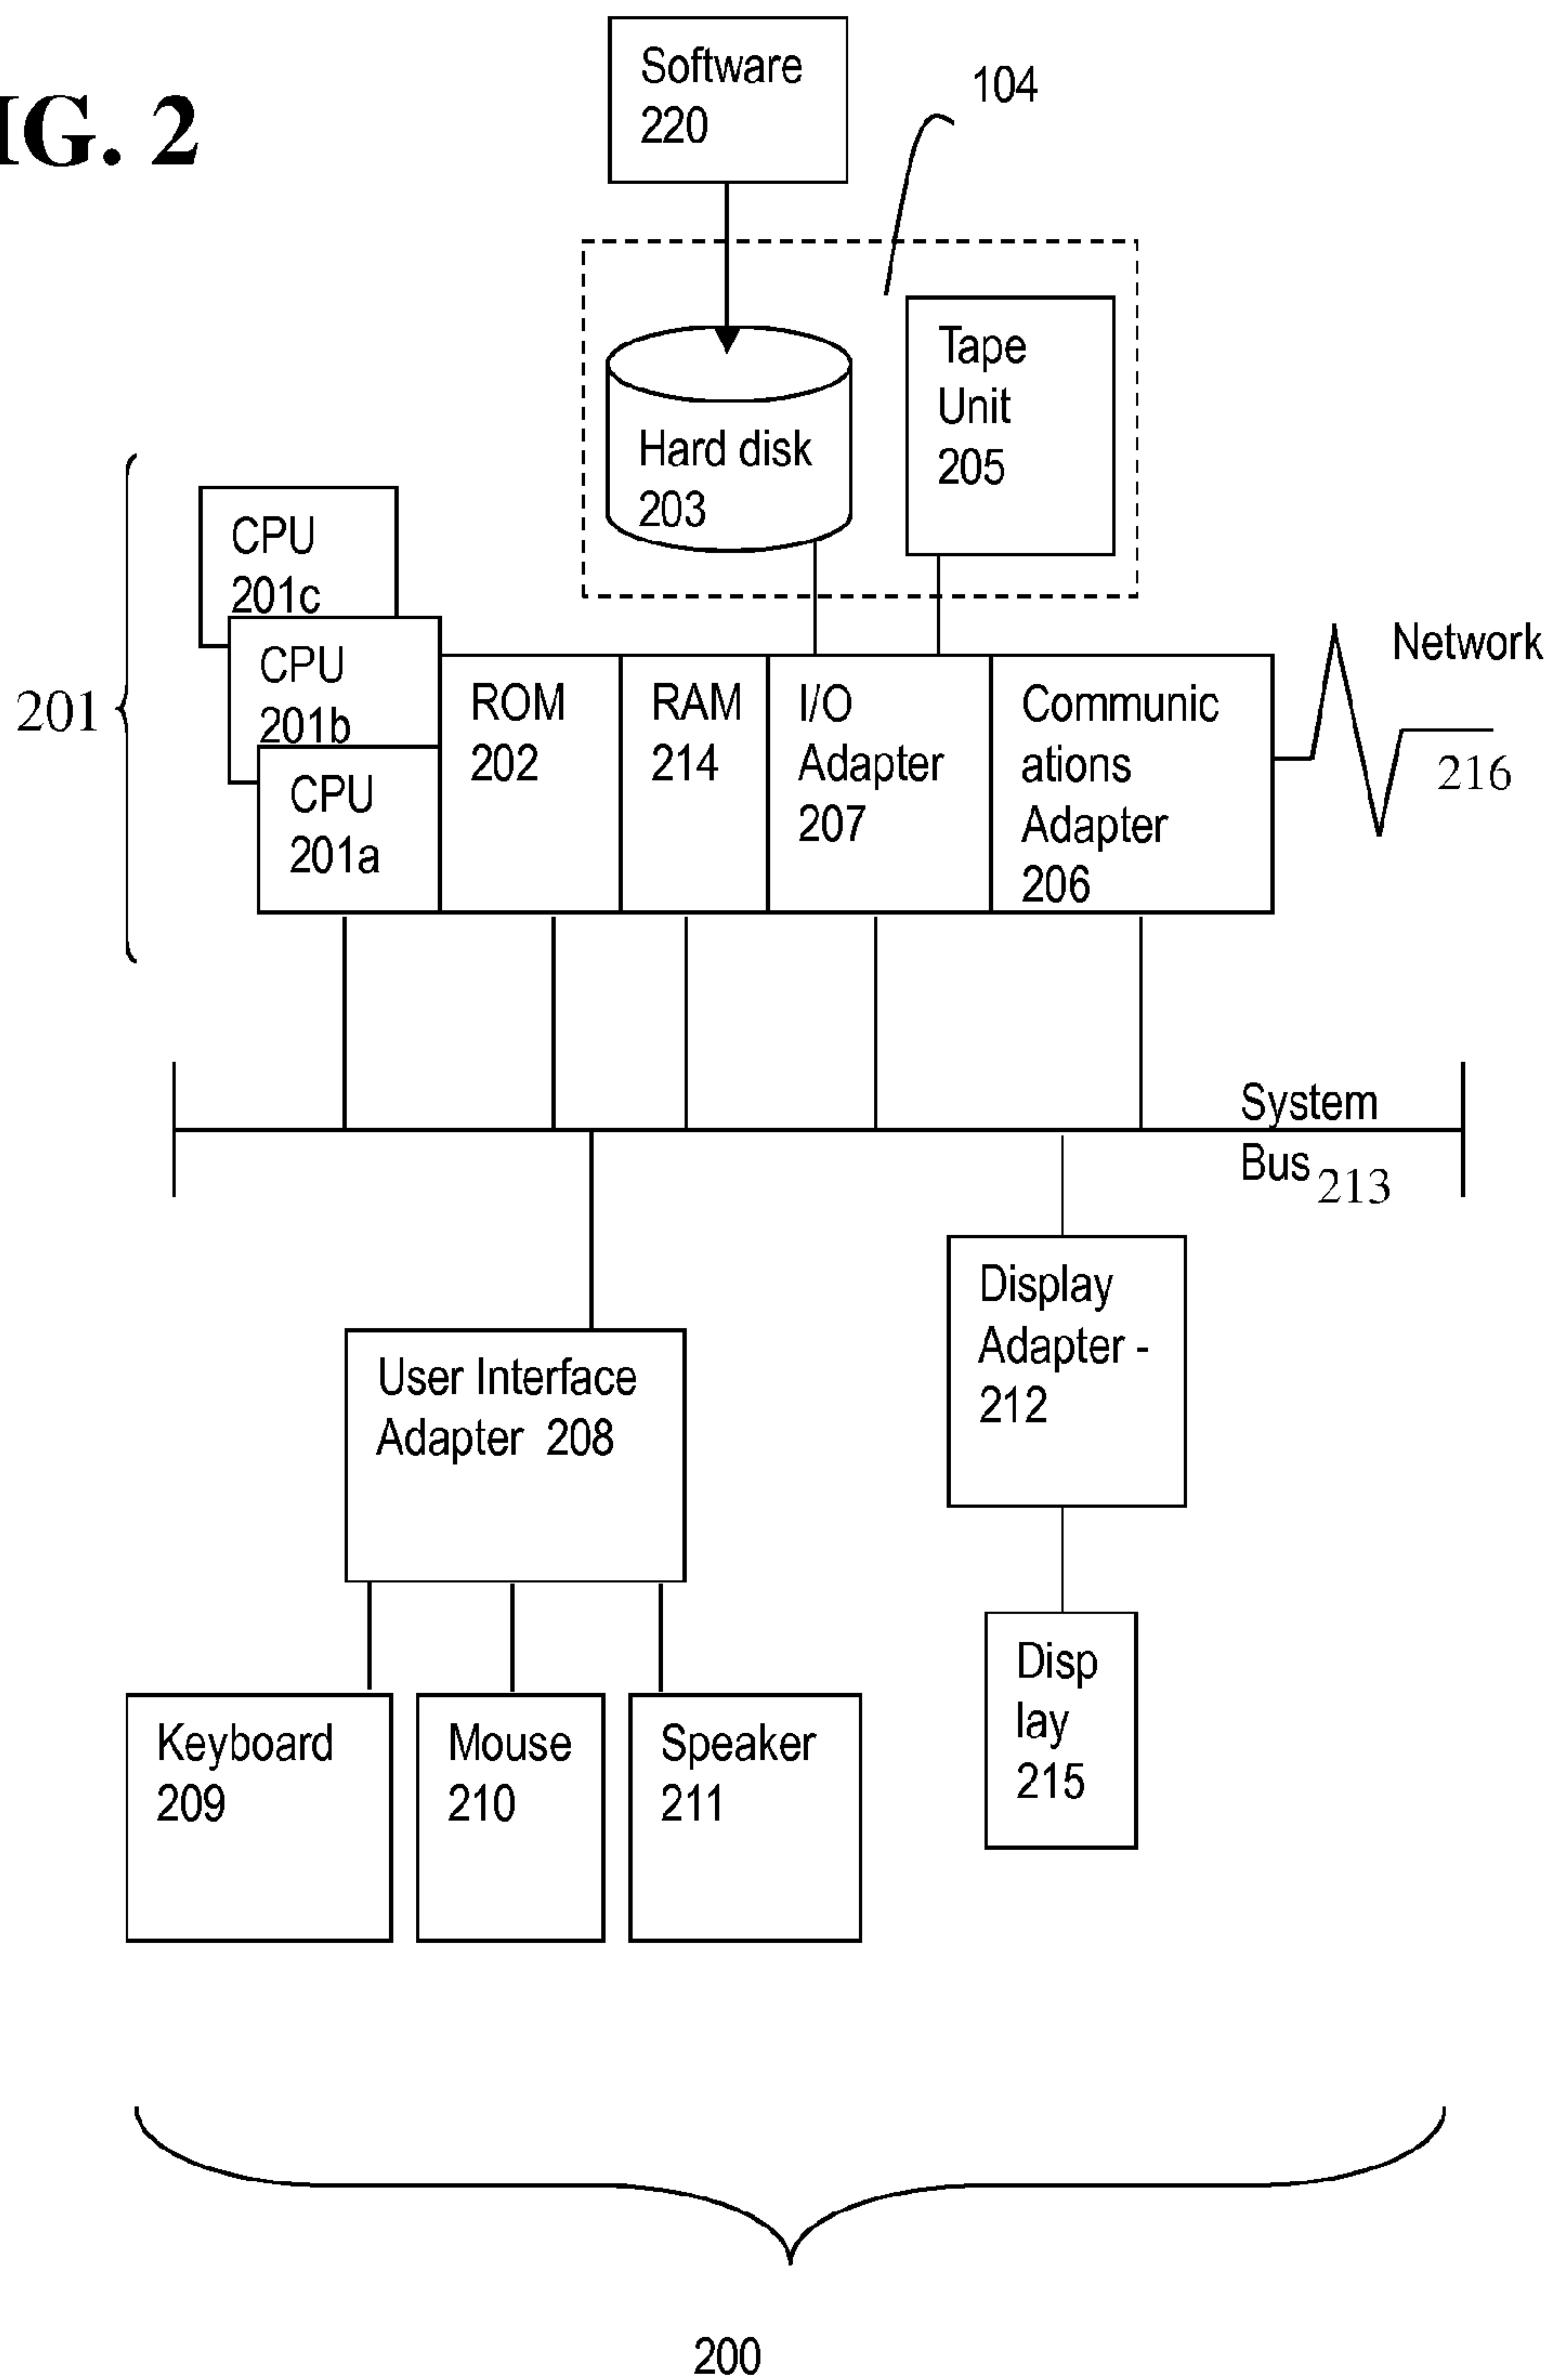 IG. 2
Software
220
104
Hard disk
203
Tape
Unit
205
201
CPU
201c
CPU
201b
CPU
201a
ROM
202
RAM
214
I/O
Adapter
207
Communic
ations
Adapter
206
Network
216
System
Bus 213
User Interface
Adapter 208
Display
Adapter -
212
Keyboard
209
Mouse
210
Speaker
211
Disp
lay
215
200